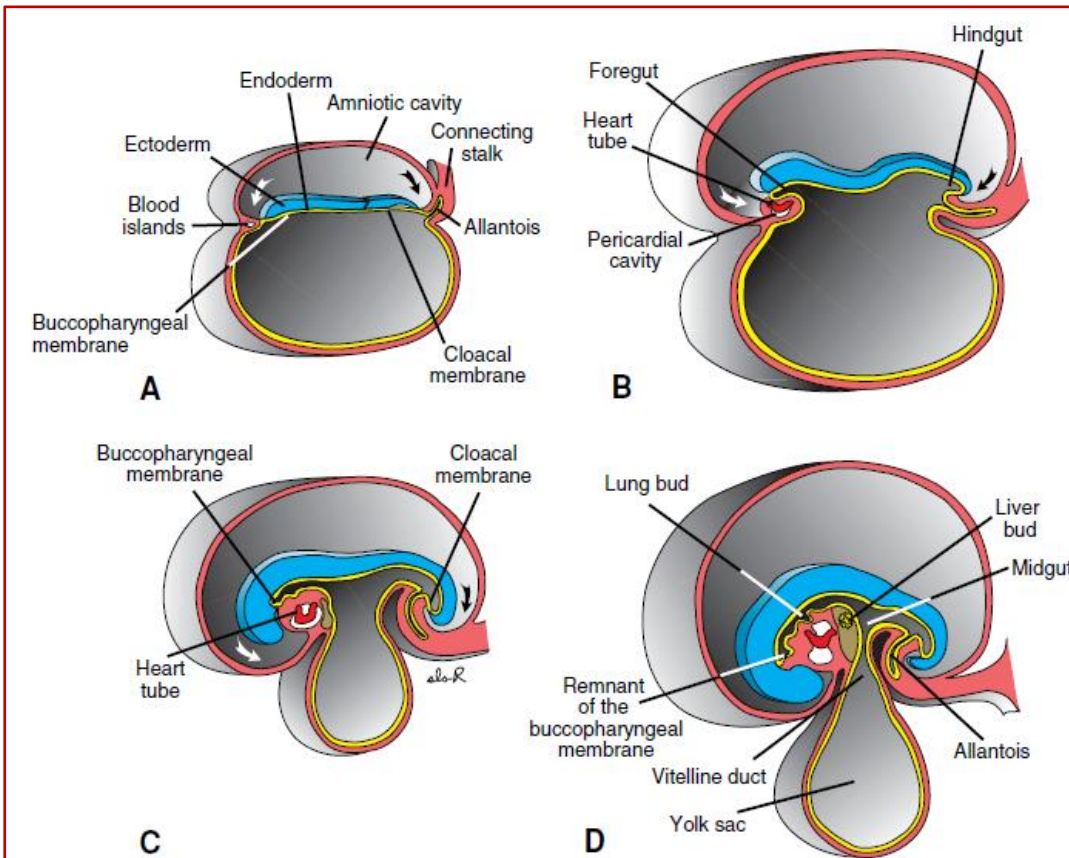 Endoderm
Amniotic cavity
Connecting
stalk
Ectoderm
Blood
islands
Allantois
Buccopharyngeal
membrane
Cloacal
membrane
A
Hindgut
Foregut
Heart
tube
Pericardial
cavity
B
Buccopharyngeal
membrane
Cloacal
membrane
Heart
tube
C
Lung bud
Liver
bud
Midgut
Remnant
of the
buccopharyngeal
membrane
Allantois
Vitelline duct
Yolk sac
D